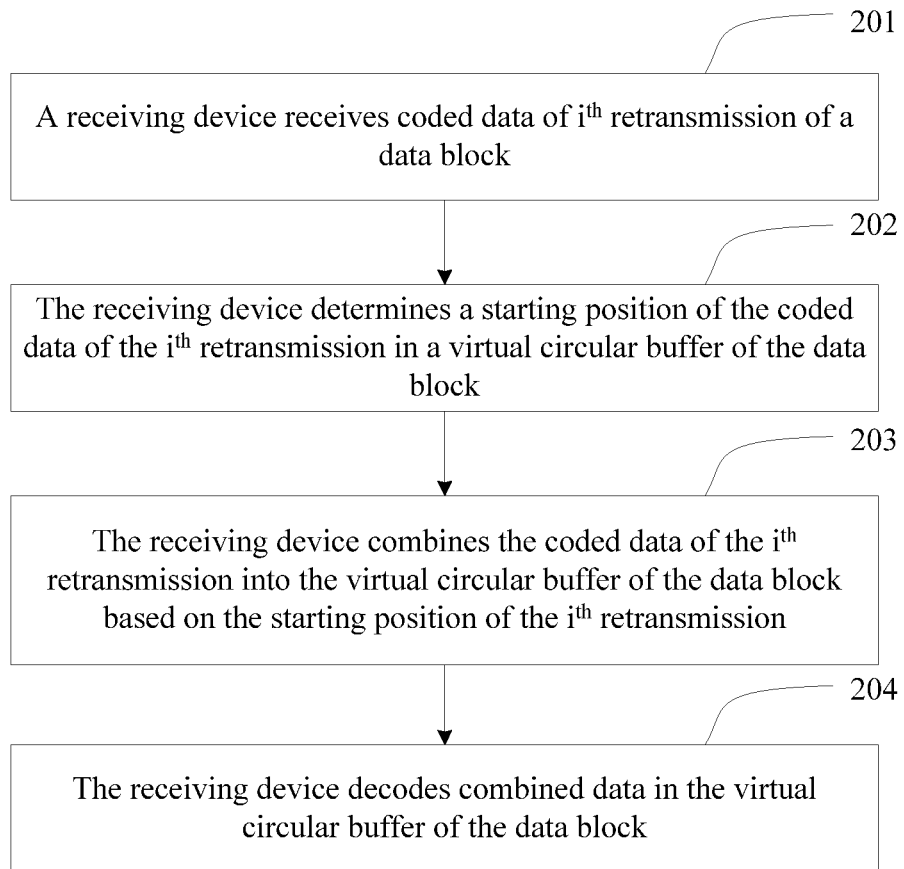 201
A receiving device receives coded data of iᵗʰ retransmission of a
data block
202
The receiving device determines a starting position of the coded
data of the iᵗʰ retransmission in a virtual circular buffer of the data
block
203
The receiving device combines the coded data of the iᵗʰ
retransmission into the virtual circular buffer of the data block
based on the starting position of the iᵗʰ retransmission
204
The receiving device decodes combined data in the virtual
circular buffer of the data block